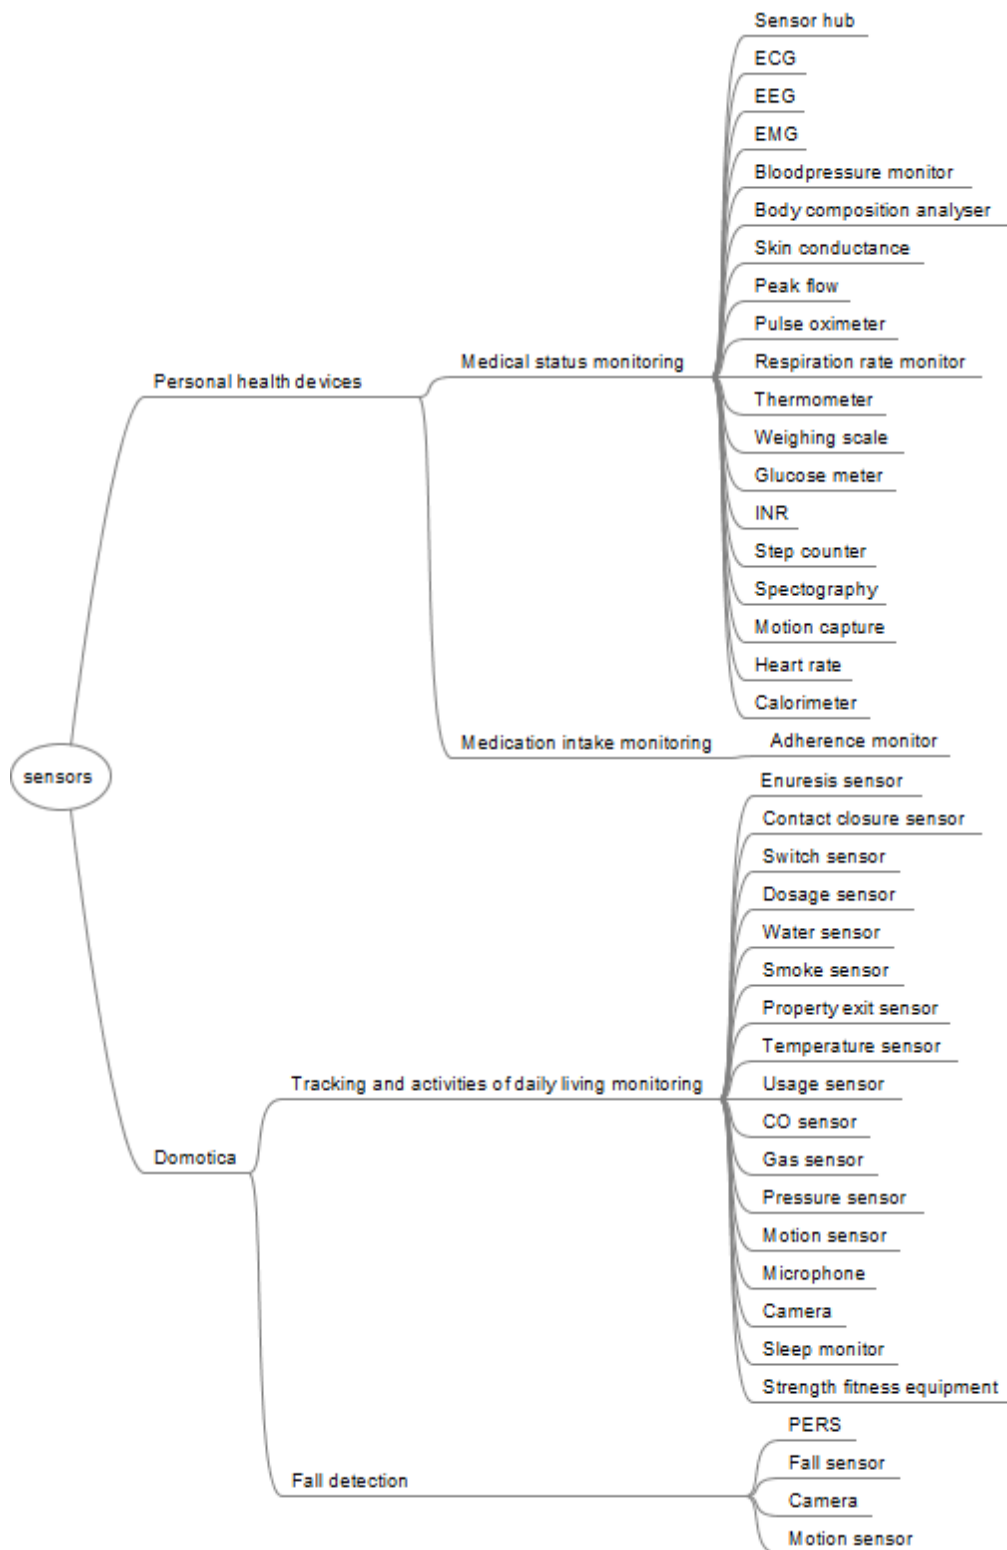 Sensor hub
ECG
EEG
EMG
Bloodpressure monitor
Body composition analyser
Skin conductance
Peak flow
Pulse oximeter
Medical status monitoring
Respiration rate monitor
Personal health devices
Thermometer
Weighing scale
Glucose meter
INR
Step counter
Spectography
Motion capture
Heart rate
Calorimeter
Medication intake monitoring
Adherence monitor
sensors
Enuresis sensor
Contact closure sensor
Switch sensor
Dosage sensor
Water sensor
Smoke sensor
Property exit sensor
Temperature sensor
Tracking and activities of daily living monitoring
Usage sensor
CO sensor
Domotica
Gas sensor
Pressure sensor
Motion sensor
Microphone
Camera
Sleep monitor
Strength fitness equipment
PERS
Fall sensor
Fall detection
Camera
Motion sensor